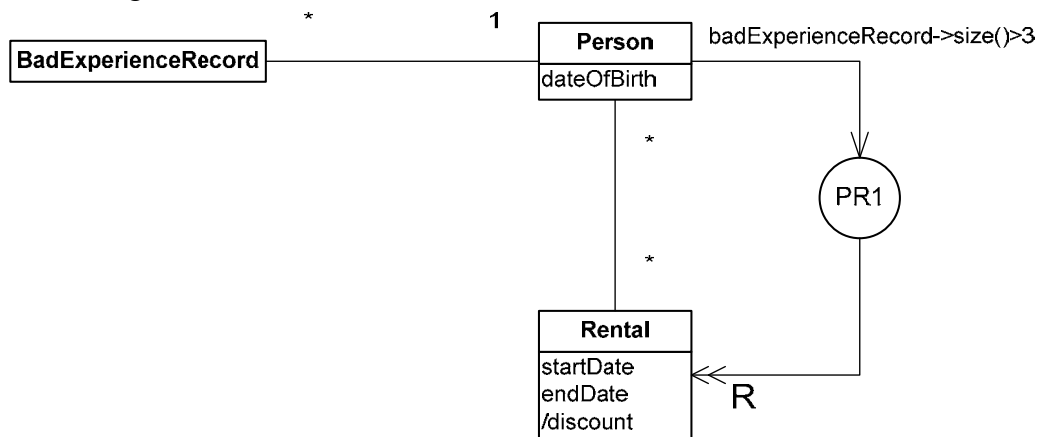 * 1
BadExperienceRecord
Person
dateOfBirth
badExperienceRecord->size()>3
*
PR1
*
Rental
startDate
endDate
/discount
R